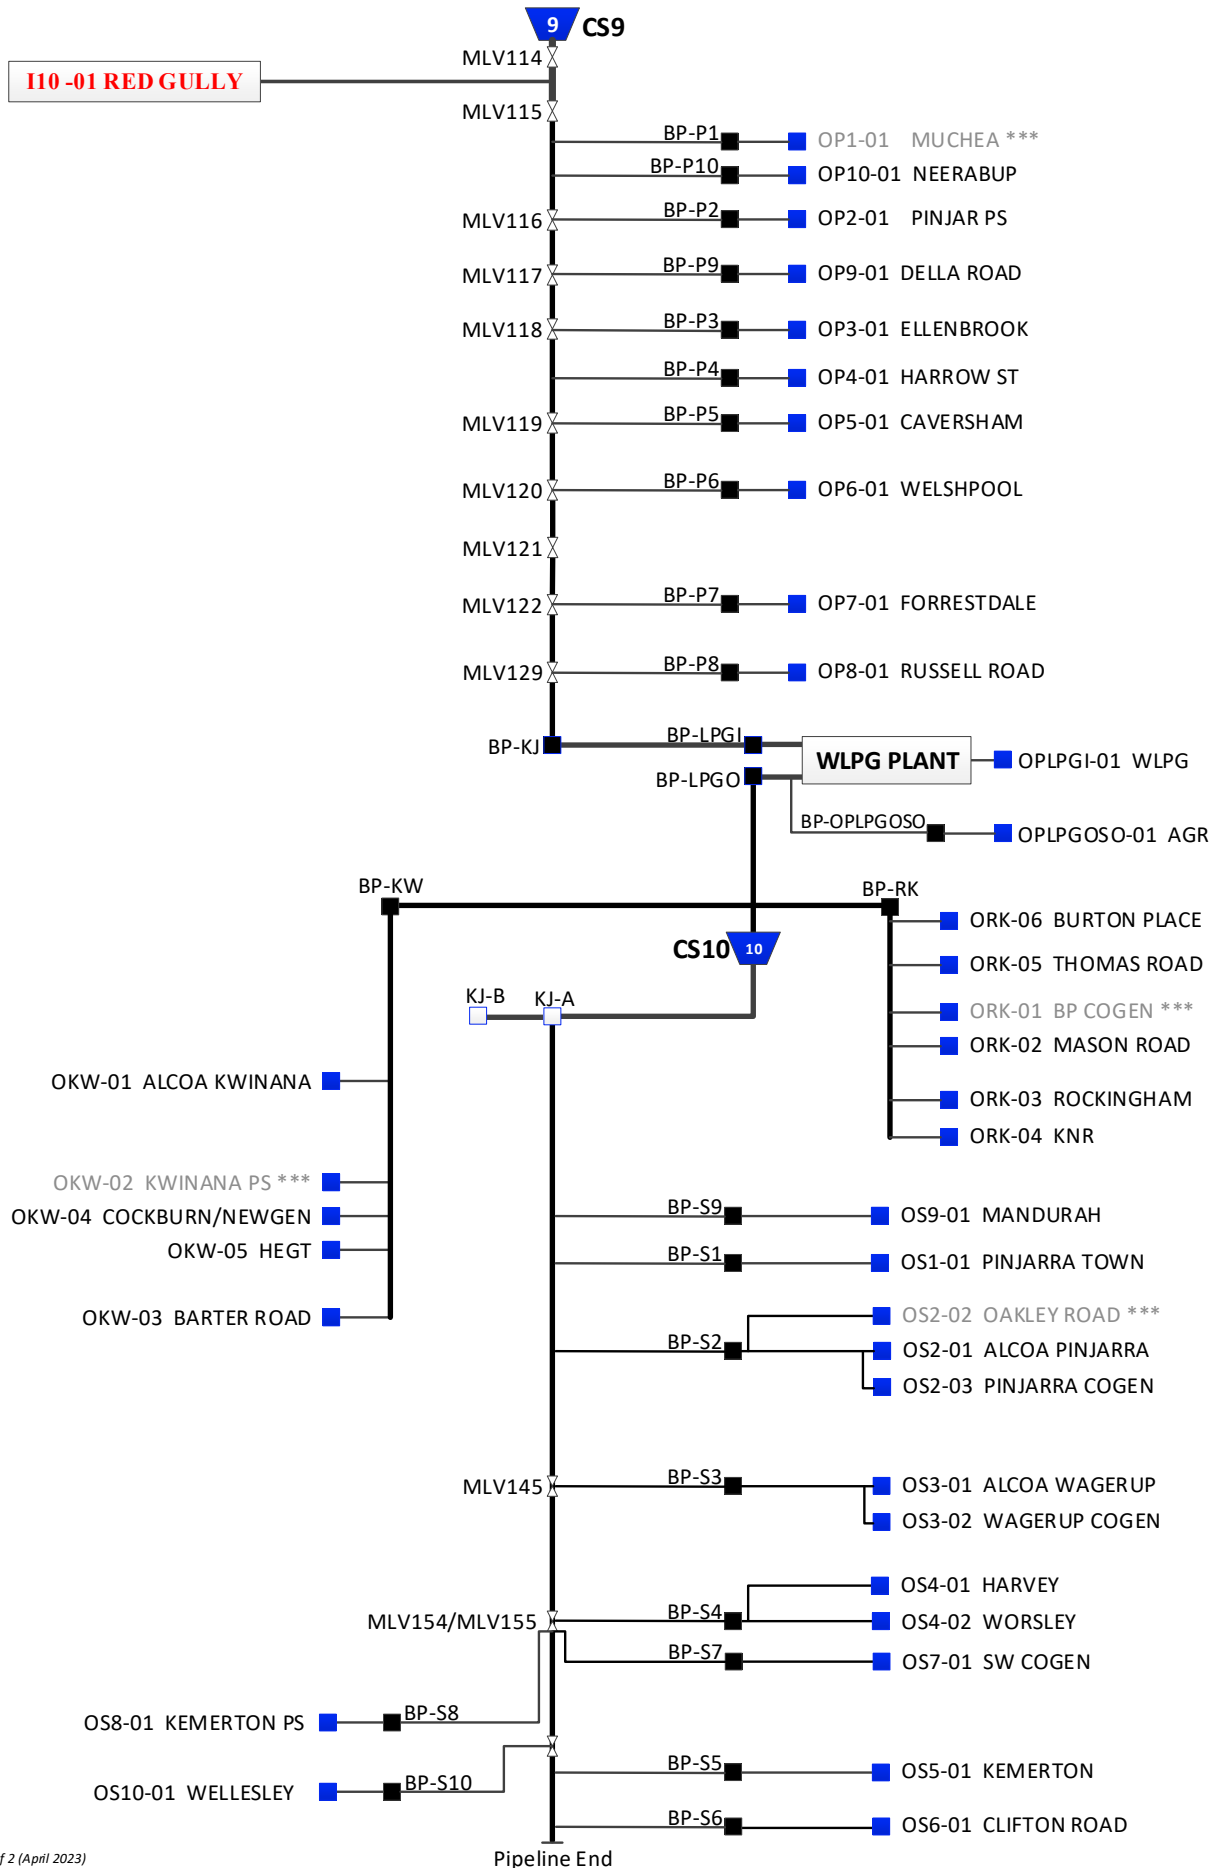 9 CS9
MLV114
I10 -01 RED GULLY
MLV115
BP-P1 OP1-01 MUCHEA ***
BP-P10 OP10-01 NEERABUP
MLV116 BP-P2 OP2-01 PINJAR PS
MLV117 BP-P9 OP9-01 DELLA ROAD
MLV118 BP-P3 OP3-01 ELLENBROOK
BP-P4 OP4-01 HARROW ST
MLV119 BP-P5 OP5-01 CAVERSHAM
MLV120 BP-P6 OP6-01 WELSHPOOL
MLV121
MLV122 BP-P7 OP7-01 FORRESTDALE
MLV129 BP-P8 OP8-01 RUSSELL ROAD
BP-KJ BP-LPGI
WLPG PLANT OPLPGI-01 WLPG
BP-LPGO
BP-OPLPGOSO OPLPGOSO-01 AGR
BP-KW BP-RK
ORK-06 BURTON PLACE
CS10 10
ORK-05 THOMAS ROAD
KJ-B KJ-A
ORK-01 BP COGEN ***
ORK-02 MASON ROAD
OKW-01 ALCOA KWINANA
ORK-03 ROCKINGHAM
ORK-04 KNR
OKW-02 KWINANA PS ***
OKW-04 COCKBURN/NEWGEN
BP-S9 OS9-01 MANDURAH
OKW-05 HEGT
BP-S1 OS1-01 PINJARRA TOWN
OKW-03 BARTER ROAD
OS2-02 OAKLEY ROAD ***
BP-S2 OS2-01 ALCOA PINJARRA
OS2-03 PINJARRA COGEN
MLV145 BP-S3 OS3-01 ALCOA WAGERUP
OS3-02 WAGERUP COGEN
OS4-01 HARVEY
MLV154/MLV155 BP-S4 OS4-02 WORSLEY
BP-S7 OS7-01 SW COGEN
OS8-01 KEMERTON PS BP-S8
BP-S5 OS5-01 KEMERTON
OS10-01 WELLESLEY BP-S10
BP-S6 OS6-01 CLIFTON ROAD
f 2 (April 2023)
Pipeline End